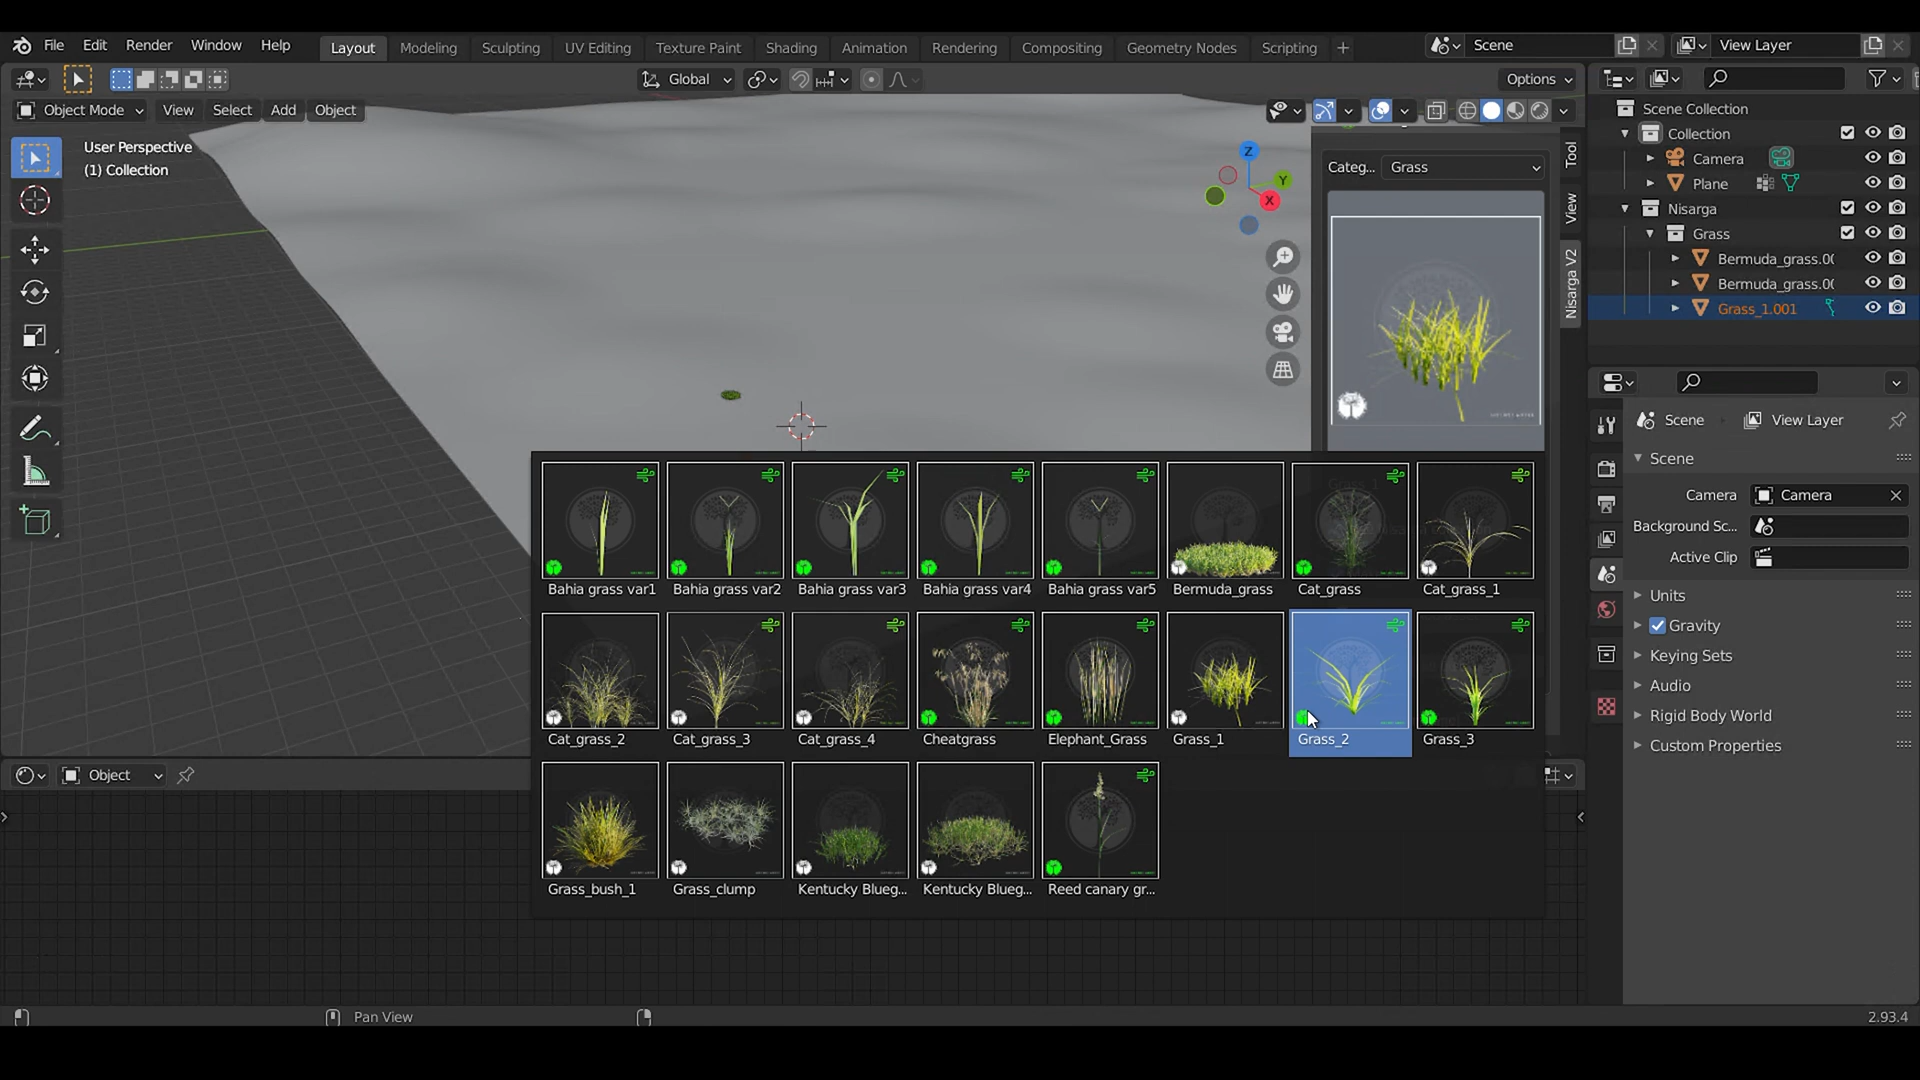 File Edit Render Window Help Layout Modeling Sculpting UV Editing Texture Paint Shading Animation Rendering Compositing Geometry Nodes Scripting + Scene View Layer
Global Options
Object Mode View Select Add Object
User Perspective
(1) Collection
Z
Y
X
Tool
View
Nisarga V2
Categ... Grass
Scene Collection
Collection
Camera
Plane
Nisarga
Grass
Bermuda_grass.00
Bermuda_grass.00
Grass_1.001
Scene View Layer
Scene
Camera Camera
Background Sc...
Active Clip
Units
Gravity
Keying Sets
Audio
Rigid Body World
Custom Properties
Bahia grass var1 Bahia grass var2 Bahia grass var3 Bahia grass var4 Bahia grass var5 Bermuda_grass Cat_grass Cat_grass_1
Cat_grass_2 Cat_grass_3 Cat_grass_4 Cheatgrass Elephant_Grass Grass_1 Grass_2 Grass_3
Grass_bush_1 Grass_clump Kentucky Blueg... Kentucky Blueg... Reed canary gr...
Object
Pan View
2.93.4